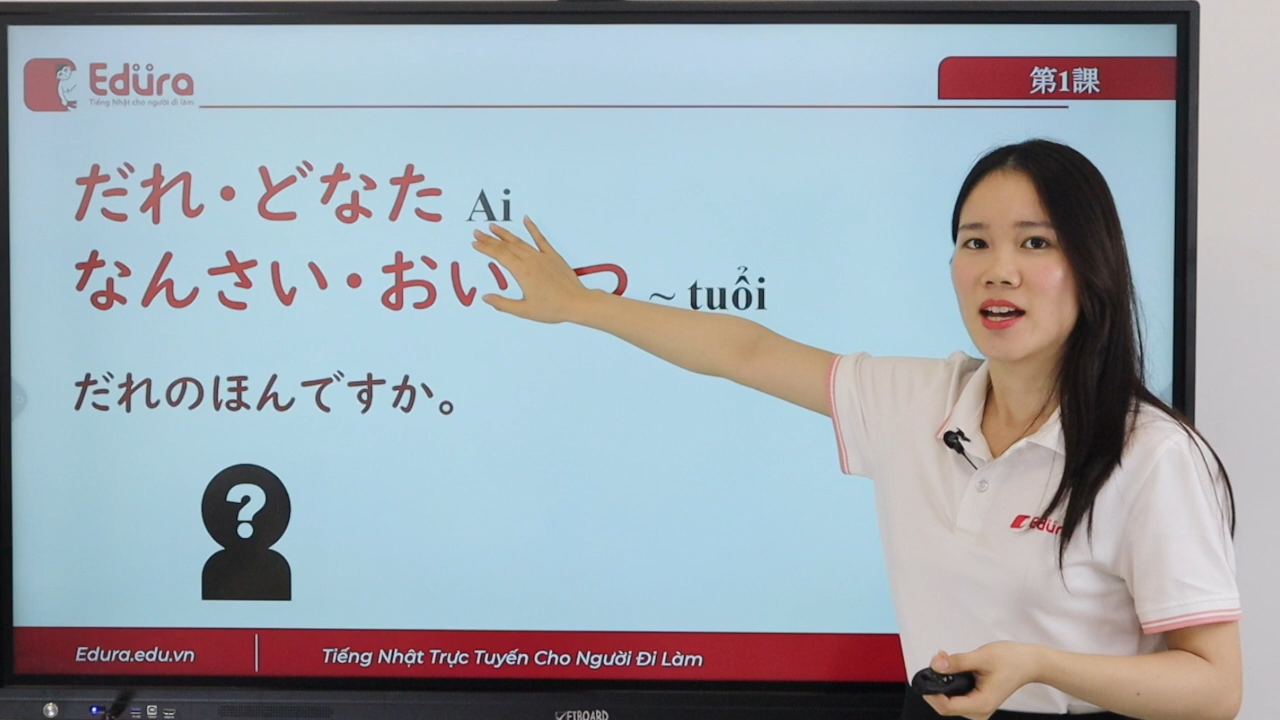 Edura
Tiếng Nhật cho người đi làm
第1課
だれ・どなた Ai
なんさい・おい つ ~ tuổi
だれのほんですか。
?
Edura.edu.vn
Tiếng Nhật Trực Tuyến Cho Người Đi Làm